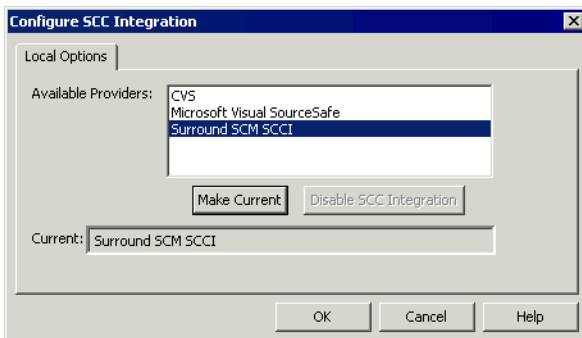 Configure SCC Integration
Local Options
Available Providers:
CVS
Microsoft Visual SourceSafe
Surround SCM SCCI
Make Current
Disable SCC Integration
Current:
Surround SCM SCCI
OK
Cancel
Help